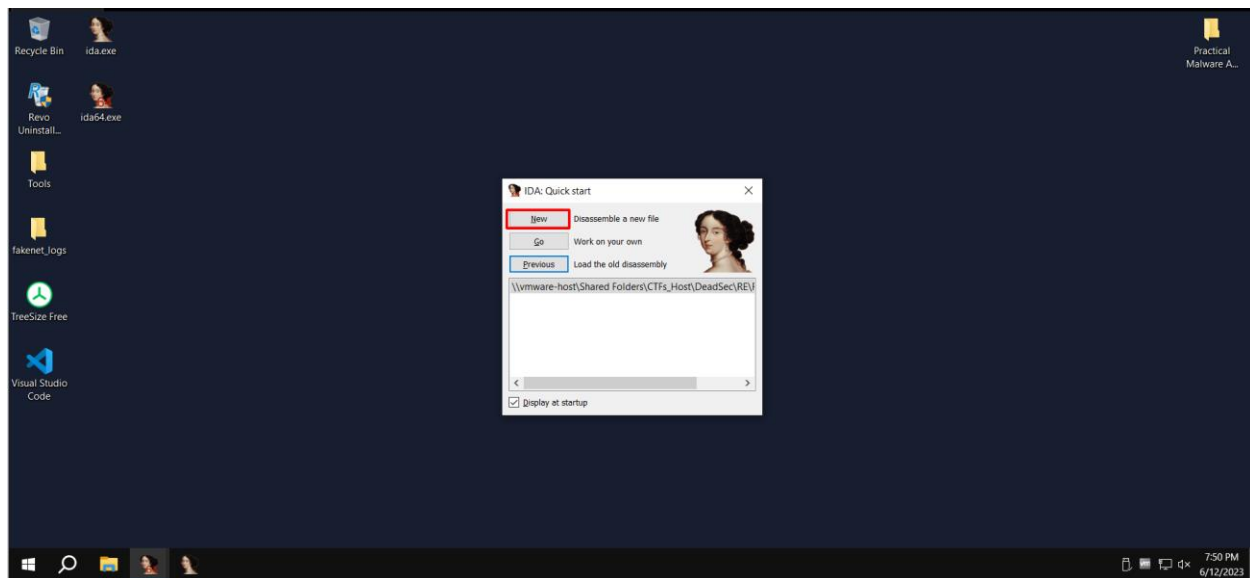 Recycle Bin
ida.exe
Practical
Malware A...
Revo
Uninstall...
ida64.exe
Tools
fakenet_logs
TreeSize Free
Visual Studio
Code
IDA: Quick start
New Disassemble a new file
Go Work on your own
Previous Load the old disassembly
\\vmware-host\Shared Folders\CTFs_Host\DeadSec\RE\
Display at startup
7:50 PM
6/12/2023